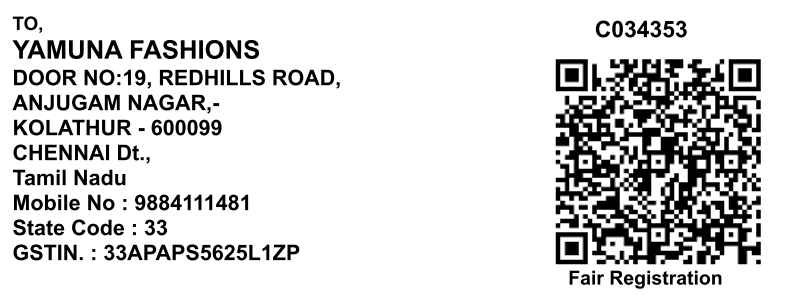 TO,
YAMUNA FASHIONS
DOOR NO:19, REDHILLS ROAD,
ANJUGAM NAGAR,-
KOLATHUR - 600099
CHENNAI Dt.,
Tamil Nadu
Mobile No : 9884111481
State Code : 33
GSTIN. : 33APAPS5625L1ZP
C034353
Fair Registration